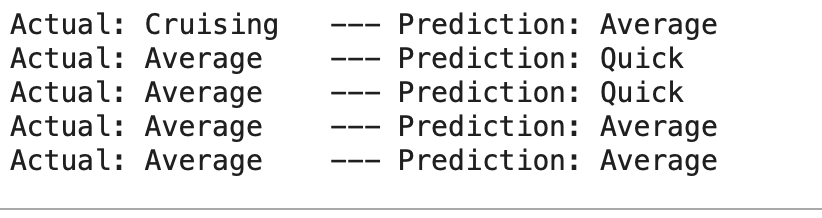 Actual: Cruising   --- Prediction: Average
Actual: Average    --- Prediction: Quick
Actual: Average    --- Prediction: Quick
Actual: Average    --- Prediction: Average
Actual: Average    --- Prediction: Average